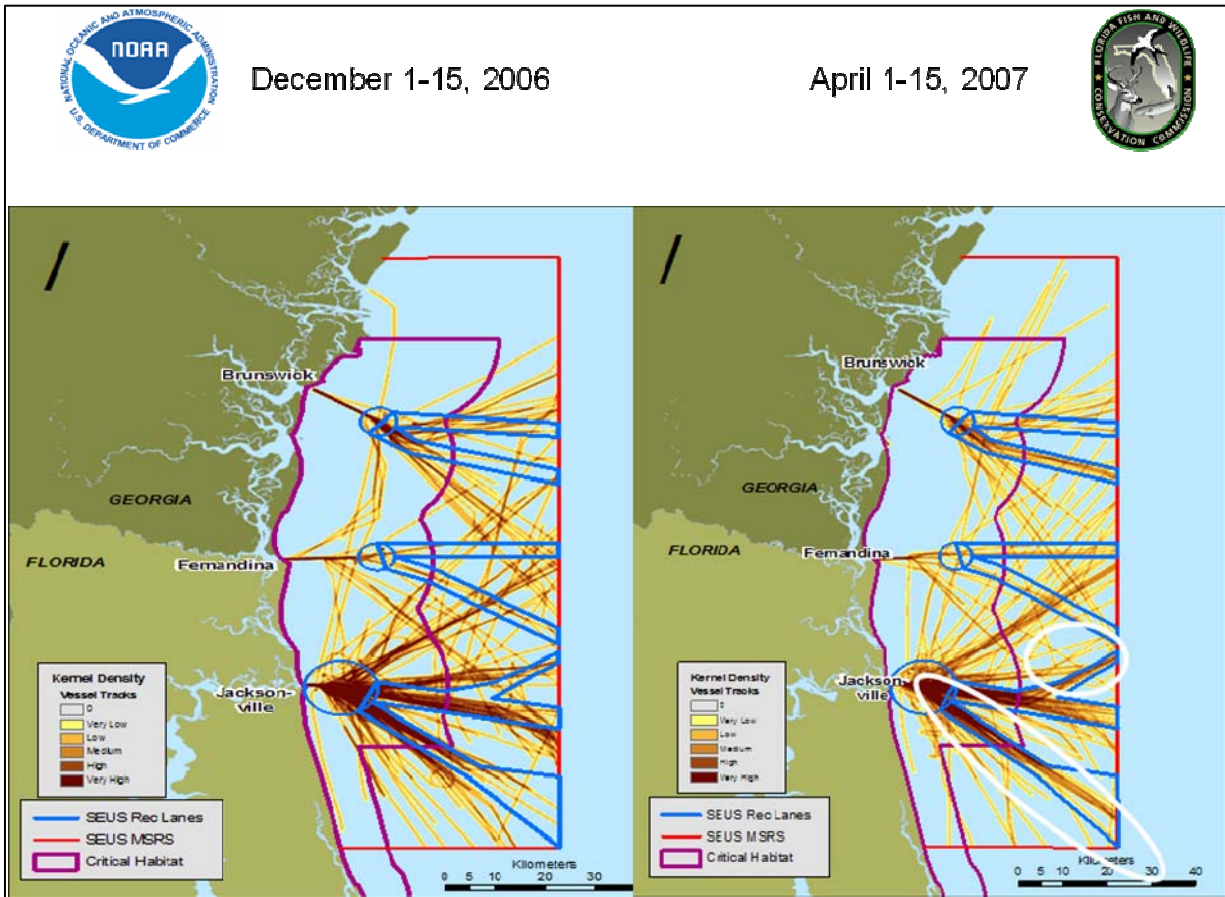 NATIONAL OCEANIC AND ATMOSPHERIC ADMINISTRATION
NOAA
U.S. DEPARTMENT OF COMMERCE
December 1-15, 2006
April 1-15, 2007
FLORIDA FISH AND WILDLIFE
CONSERVATION COMMISSION
Brunswick
GEORGIA
FLORIDA
Fernandina
Jackson-
ville
Kernel Density
Vessel Tracks
0
Very Low
Low
Medium
High
Very High
SEUS Rec Lanes
SEUS MSRS
Critical Habitat
Kilometers
0 5 10 20 30
Brunswick
GEORGIA
FLORIDA
Fernandina
Jackson
ville
Kernel Density
Vessel Tracks
0
Very Low
Low
Medium
High
Very High
SEUS Rec Lanes
SEUS MSRS
Critical Habitat
Kilometers
0 5 10 20 30 40